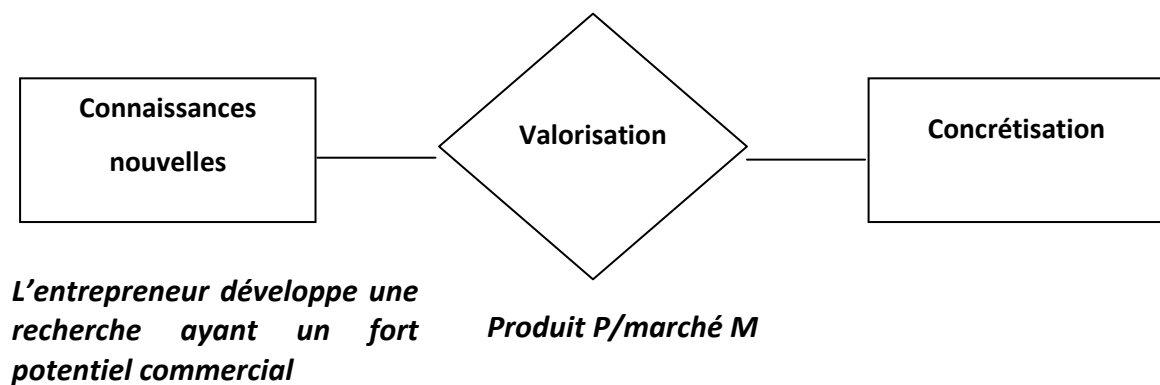 Connaissances
nouvelles
Valorisation
Concrétisation
L’entrepreneur développe une
recherche ayant un fort
potentiel commercial
Produit P/marché M